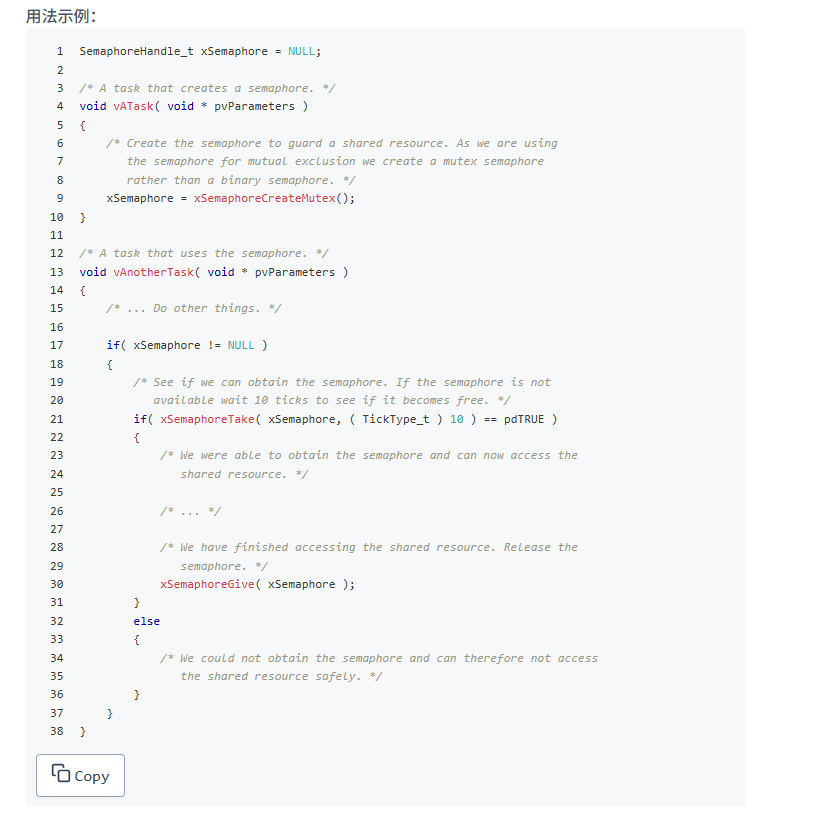 用法示例：
1 SemaphoreHandle_t xSemaphore = NULL;
2
3 /* A task that creates a semaphore. */
4 void vATask( void * pvParameters )
5 {
6     /* Create the semaphore to guard a shared resource. As we are using
7        the semaphore for mutual exclusion we create a mutex semaphore
8        rather than a binary semaphore. */
9     xSemaphore = xSemaphoreCreateMutex();
10 }
11
12 /* A task that uses the semaphore. */
13 void vAnotherTask( void * pvParameters )
14 {
15     /* ... Do other things. */
16
17     if( xSemaphore != NULL )
18     {
19         /* See if we can obtain the semaphore. If the semaphore is not
20            available wait 10 ticks to see if it becomes free. */
21         if( xSemaphoreTake( xSemaphore, ( TickType_t ) 10 ) == pdTRUE )
22         {
23             /* We were able to obtain the semaphore and can now access the
24                shared resource. */
25
26             /* ... */
27
28             /* We have finished accessing the shared resource. Release the
29                semaphore. */
30             xSemaphoreGive( xSemaphore );
31         }
32         else
33         {
34             /* We could not obtain the semaphore and can therefore not access
35                the shared resource safely. */
36         }
37     }
38 }
Copy